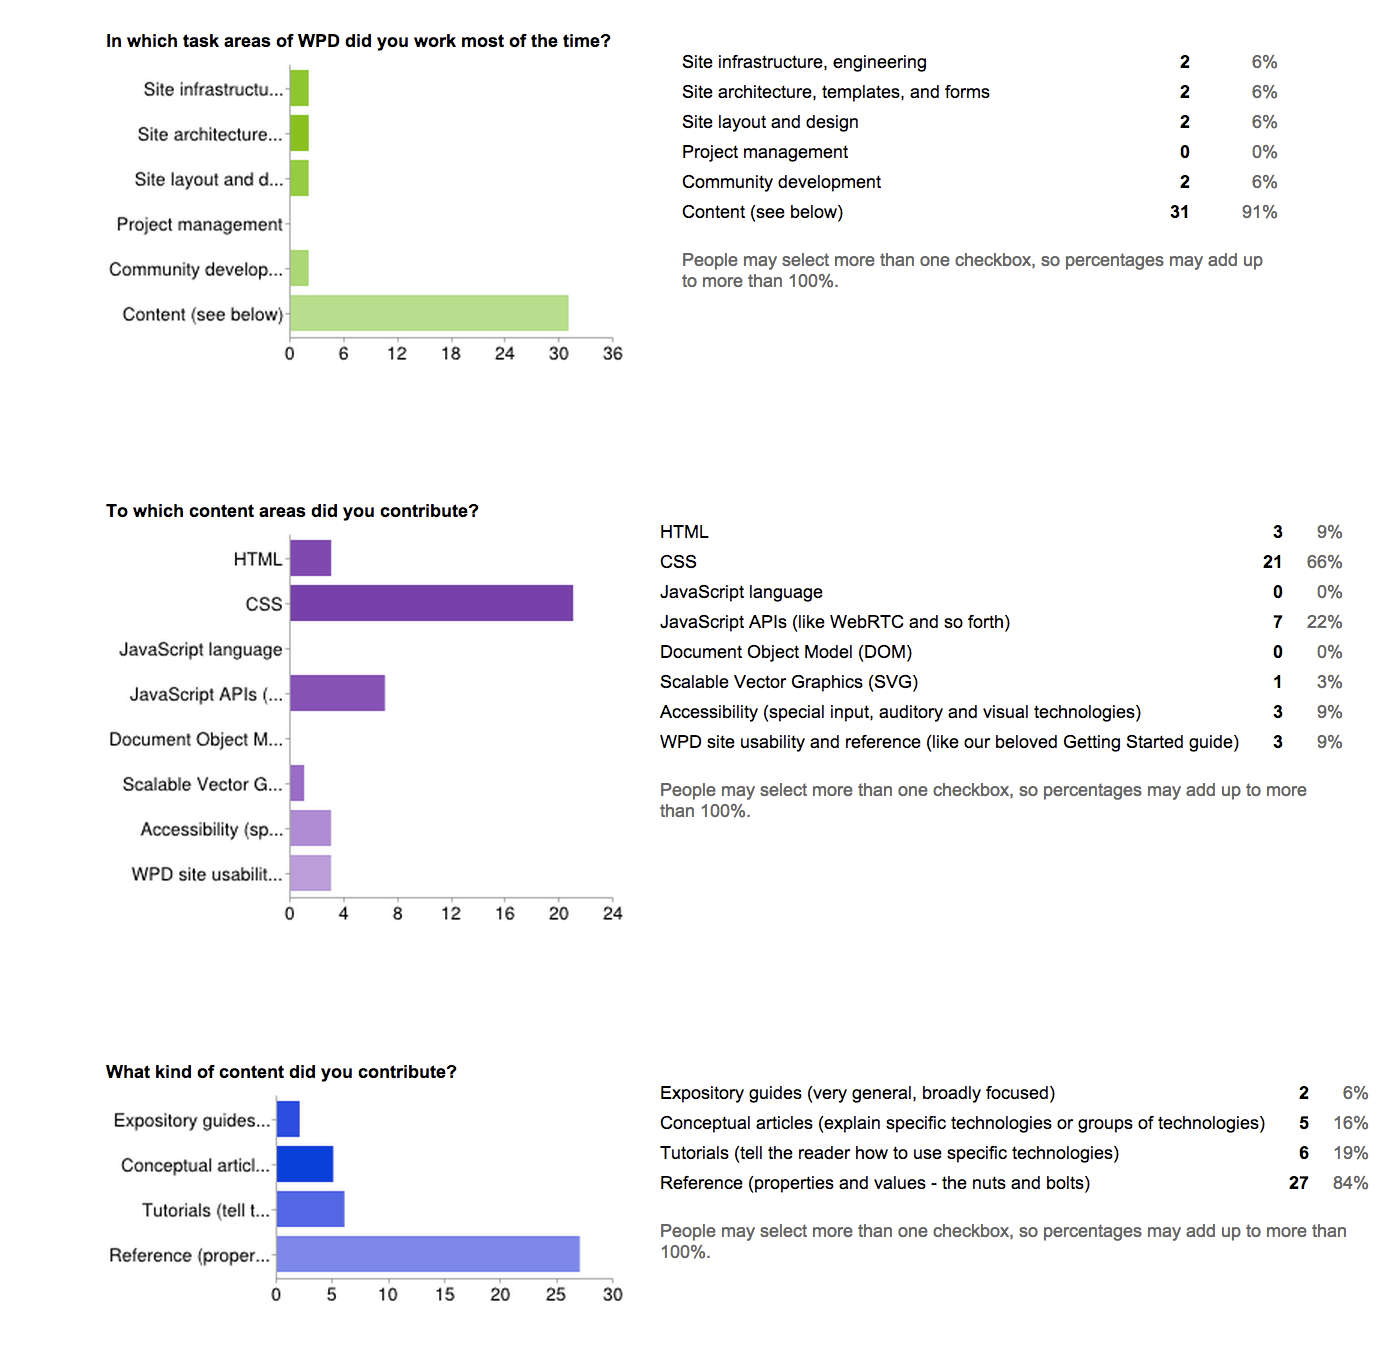 In which task areas of WPD did you work most of the time?
Site infrastructu...
Site architecture...
Site layout and d...
Project management
Community develop...
Content (see below)
0 6 12 18 24 30 36
Site infrastructure, engineering 2 6%
Site architecture, templates, and forms 2 6%
Site layout and design 2 6%
Project management 0 0%
Community development 2 6%
Content (see below) 31 91%
People may select more than one checkbox, so percentages may add up
to more than 100%.
To which content areas did you contribute?
HTML
CSS
JavaScript language
JavaScript APIs (...
Document Object M...
Scalable Vector G...
Accessibility (sp...
WPD site usabilit...
0 4 8 12 16 20 24
HTML 3 9%
CSS 21 66%
JavaScript language 0 0%
JavaScript APIs (like WebRTC and so forth) 7 22%
Document Object Model (DOM) 0 0%
Scalable Vector Graphics (SVG) 1 3%
Accessibility (special input, auditory and visual technologies) 3 9%
WPD site usability and reference (like our beloved Getting Started guide) 3 9%
People may select more than one checkbox, so percentages may add up to more
than 100%.
What kind of content did you contribute?
Expository guides...
Conceptual articl...
Tutorials (tell t...
Reference (proper...
0 5 10 15 20 25 30
Expository guides (very general, broadly focused) 2 6%
Conceptual articles (explain specific technologies or groups of technologies) 5 16%
Tutorials (tell the reader how to use specific technologies) 6 19%
Reference (properties and values - the nuts and bolts) 27 84%
People may select more than one checkbox, so percentages may add up to more than
100%.